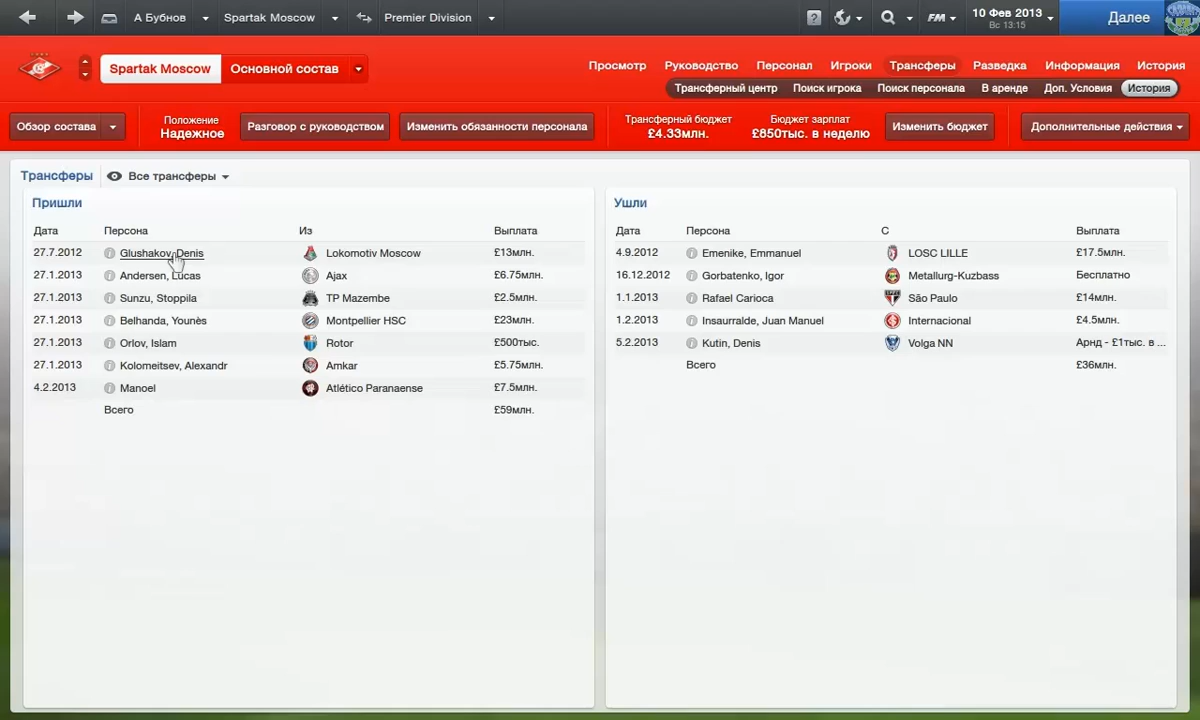 А Бубнов Spartak Moscow Premier Division ? FM 10 Фев 2013 Далее
Вс 13:15
Spartak Moscow Основной состав Просмотр Руководство Персонал Игроки Трансферы Разведка Информация История
Трансферный центр Поиск игрока Поиск персонала В аренде Доп. Условия История
Обзор состава Положение Надежное Разговор с руководством Изменить обязанности персонала Трансферный бюджет £4.33млн. Бюджет зарплат £850тыс. в неделю Изменить бюджет Дополнительные действия
Трансферы Все трансферы
Пришли
Дата Персона Из Выплата
27.7.2012 Glushakov, Denis Lokomotiv Moscow £13млн.
27.1.2013 Andersen, Lucas Ajax £6.75млн.
27.1.2013 Sunzu, Stoppila TP Mazembe £2.5млн.
27.1.2013 Belhanda, Younès Montpellier HSC £23млн.
27.1.2013 Orlov, Islam Rotor £500тыс.
27.1.2013 Kolomeitsev, Alexandr Amkar £5.75млн.
4.2.2013 Manoel Atlético Paranaense £7.5млн.
Всего £59млн.
Ушли
Дата Персона С Выплата
4.9.2012 Emenike, Emmanuel LOSC LILLE £17.5млн.
16.12.2012 Gorbatenko, Igor Metallurg-Kuzbass Бесплатно
1.1.2013 Rafael Carioca São Paulo £14млн.
1.2.2013 Insaurralde, Juan Manuel Internacional £4.5млн.
5.2.2013 Kutin, Denis Volga NN Арнд - £1тыс. в ...
Всего £36млн.